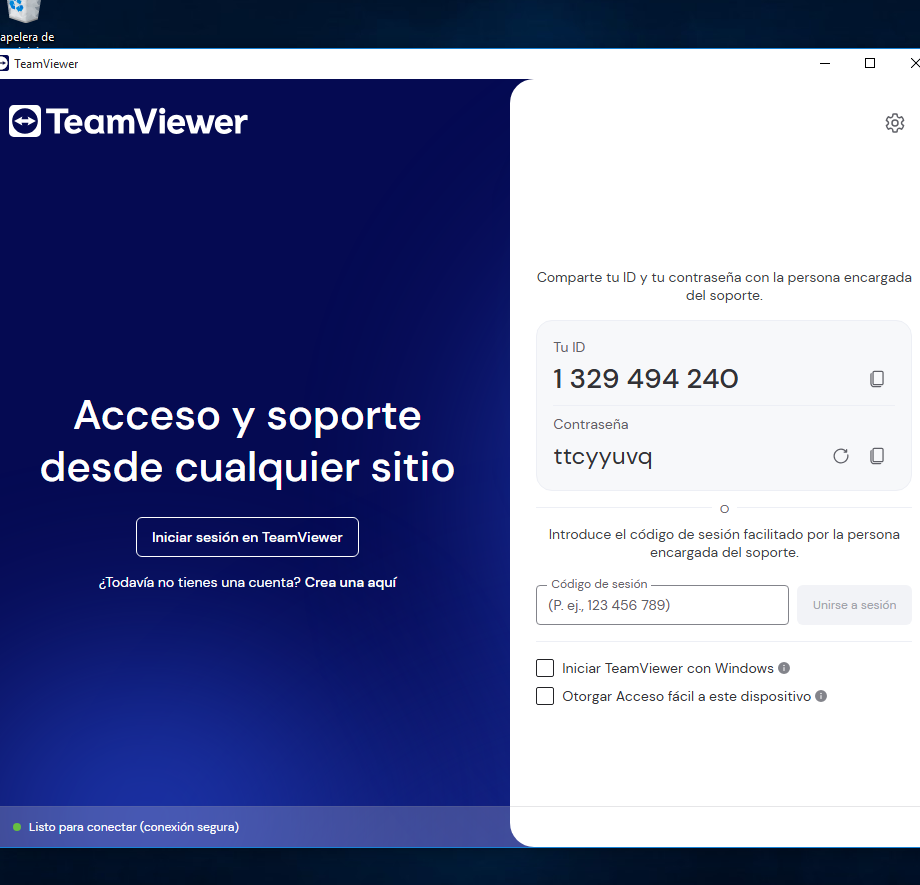 apelera de
TeamViewer
TeamViewer
Comparte tu ID y tu contraseña con la persona encargada
del soporte.
Tu ID
1 329 494 240
Contraseña
ttcyyuvq
O
Introduce el código de sesión facilitado por la persona
encargada del soporte.
Código de sesión
(P. ej., 123 456 789)
Unirse a sesión
Iniciar TeamViewer con Windows
Otorgar Acceso fácil a este dispositivo
Acceso y soporte
desde cualquier sitio
Iniciar sesión en TeamViewer
¿Todavía no tienes una cuenta? Crea una aquí
Listo para conectar (conexión segura)